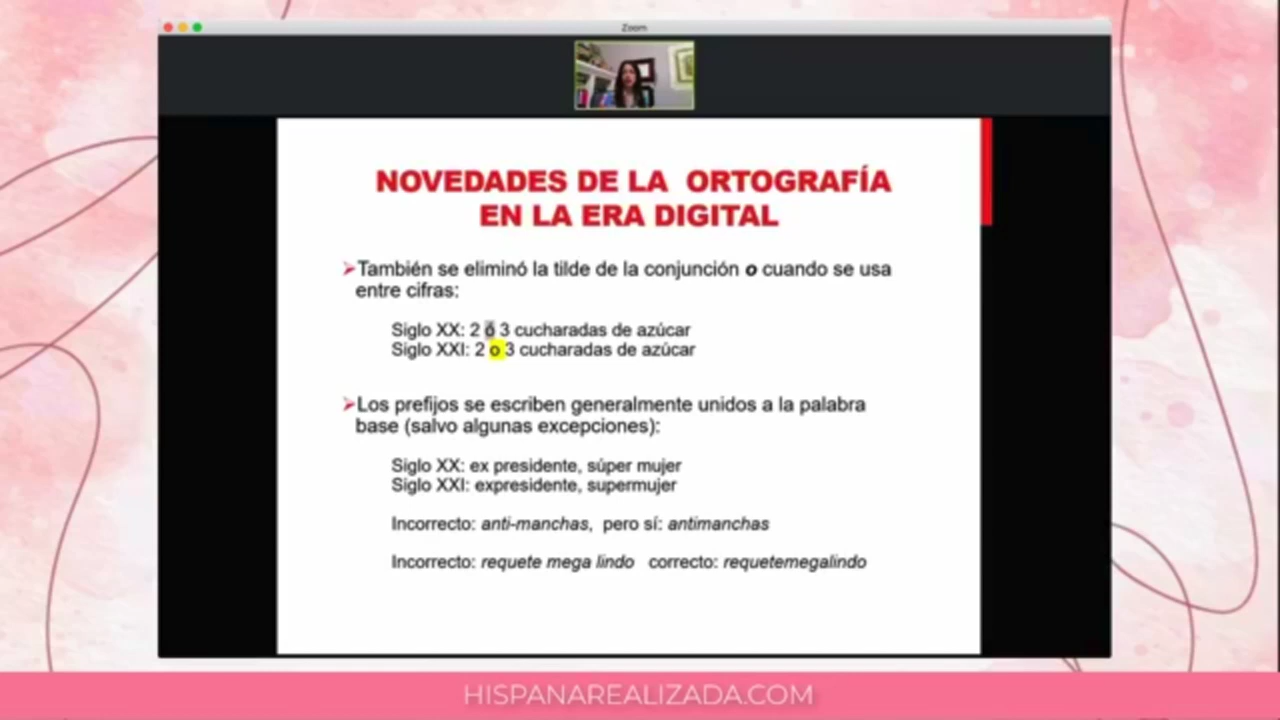 Zoom
NOVEDADES DE LA ORTOGRAFÍA
EN LA ERA DIGITAL
➢También se eliminó la tilde de la conjunción o cuando se usa
entre cifras:
Siglo XX: 2 ó 3 cucharadas de azúcar
Siglo XXI: 2 o 3 cucharadas de azúcar
➢Los prefijos se escriben generalmente unidos a la palabra
base (salvo algunas excepciones):
Siglo XX: ex presidente, súper mujer
Siglo XXI: expresidente, supermujer
Incorrecto: anti-manchas, pero sí: antimanchas
Incorrecto: requete mega lindo correcto: requetemegalindo
HISPANAREALIZADA.COM